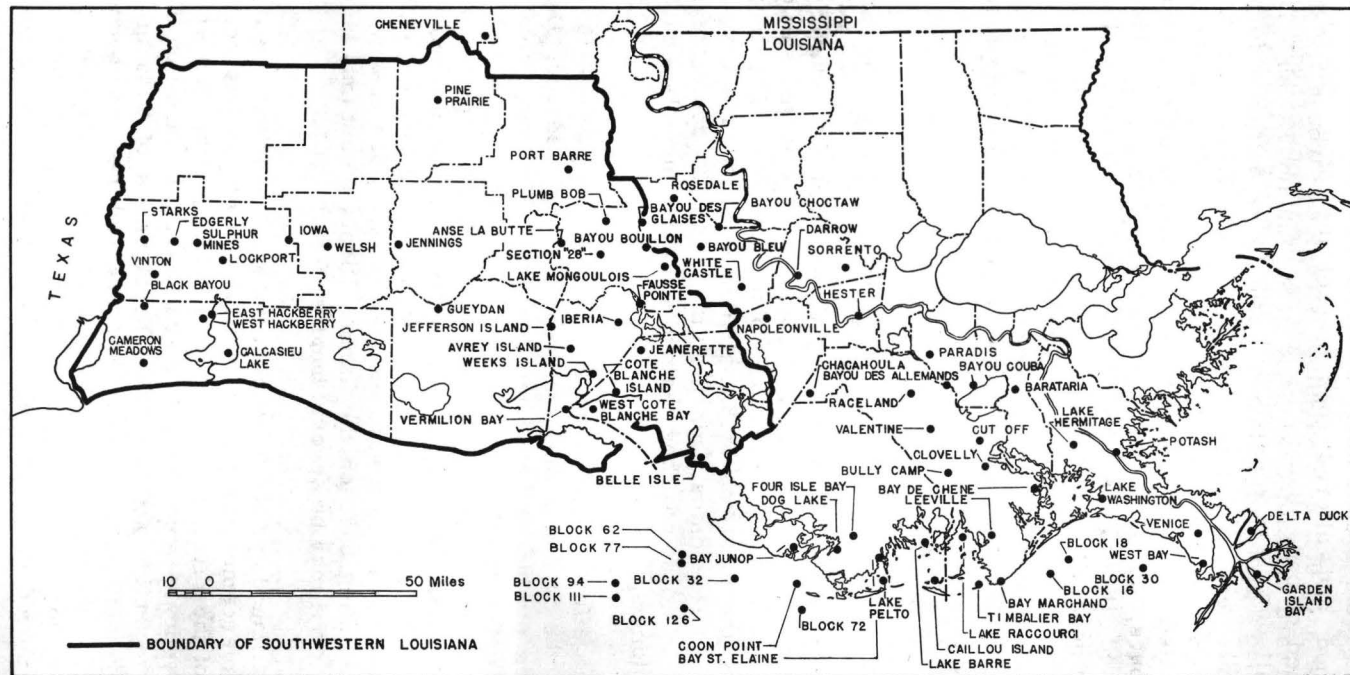 CHENEYVILLE
MISSISSIPPI
LOUISIANA
PINE
PRAIRIE
PORT BARRE
ROSEDALE
PLUMB BOB
BAYOU DES
GLAISES
BAYOU CHOCTAW
TEXAS
STARKS
EDGERLY
SULPHUR
MINES
IOWA
WELSH
JENNINGS
ANSE LA BUTTE
BAYOU BOUILLON
BAYOU BLEU
DARROW
SORRENTO
LOCKPORT
SECTION "28"
VINTON
LAKE MONGOULOIS
WHITE
CASTLE
BLACK BAYOU
FAUSSE
POINTE
HESTER
EAST HACKBERRY
WEST HACKBERRY
GUEYDAN
JEFFERSON ISLAND
IBERIA
NAPOLEONVILLE
CAMERON
MEADOWS
CALCASIEU
LAKE
AVREY ISLAND
JEANERETTE
PARADIS
WEEKS ISLAND
COTE
BLANCHE
ISLAND
CHACAHOULA
BAYOU DES ALLEMANDS
BAYOU COUBA
RACELAND
BARATARIA
VERMILION BAY
WEST COTE
BLANCHE BAY
LAKE
HERMITAGE
VALENTINE
CUT OFF
POTASH
CLOVELLY
BELLE ISLE
BULLY CAMP
FOUR ISLE BAY
BAY DE CHENE
DOG LAKE
LEEVILLE
LAKE
WASHINGTON
DELTA DUCK
VENICE
BLOCK 62
BLOCK 77
BAY JUNOP
BLOCK 18
WEST BAY
10 0 50 Miles
BLOCK 94
BLOCK 32
BLOCK 30
BLOCK 111
BLOCK 16
GARDEN
ISLAND
BAY
BLOCK 126
LAKE
PELTO
BAY MARCHAND
TIMBALIER BAY
BLOCK 72
BOUNDARY OF SOUTHWESTERN LOUISIANA
COON POINT
BAY ST. ELAINE
LAKE RACCOURCI
CAILLOU ISLAND
LAKE BARRE